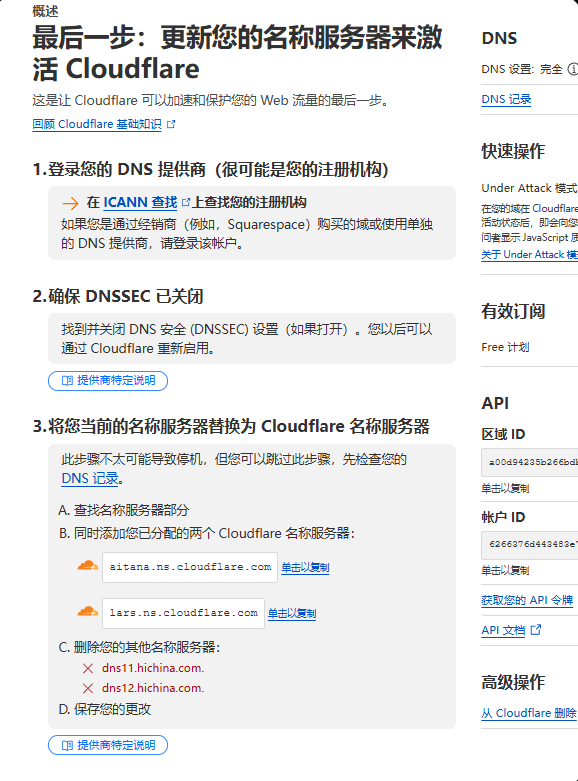 概述
最后一步：更新您的名称服务器来激
活 Cloudflare
这是让 Cloudflare 可以加速和保护您的 Web 流量的最后一步。
回顾 Cloudflare 基础知识
1.登录您的 DNS 提供商（很可能是您的注册机构）
在 ICANN 查找 上查找您的注册机构
如果您是通过经销商（例如，Squarespace）购买的域或使用单独
的 DNS 提供商，请登录该帐户。
2.确保 DNSSEC 已关闭
找到并关闭 DNS 安全 (DNSSEC) 设置（如果打开）。您以后可以
通过 Cloudflare 重新启用。
提供商特定说明
3.将您当前的名称服务器替换为 Cloudflare 名称服务器
此步骤不太可能导致停机，但您可以跳过此步骤，先检查您的
DNS 记录。
A. 查找名称服务器部分
B. 同时添加您已分配的两个 Cloudflare 名称服务器：
aitana.ns.cloudflare.com 单击以复制
lars.ns.cloudflare.com 单击以复制
C. 删除您的其他名称服务器：
dns11.hichina.com.
dns12.hichina.com.
D. 保存您的更改
提供商特定说明
DNS
DNS 设置: 完全
DNS 记录
快速操作
Under Attack 模式
在您的域在 Cloudflare
活动状态后，即会向您
问者显示 JavaScript 质
关于 Under Attack 模
有效订阅
Free 计划
API
区域 ID
a00d94235b266bdb
单击以复制
帐户 ID
6266376d443483e
单击以复制
获取您的 API 令牌
API 文档
高级操作
从 Cloudflare 删除